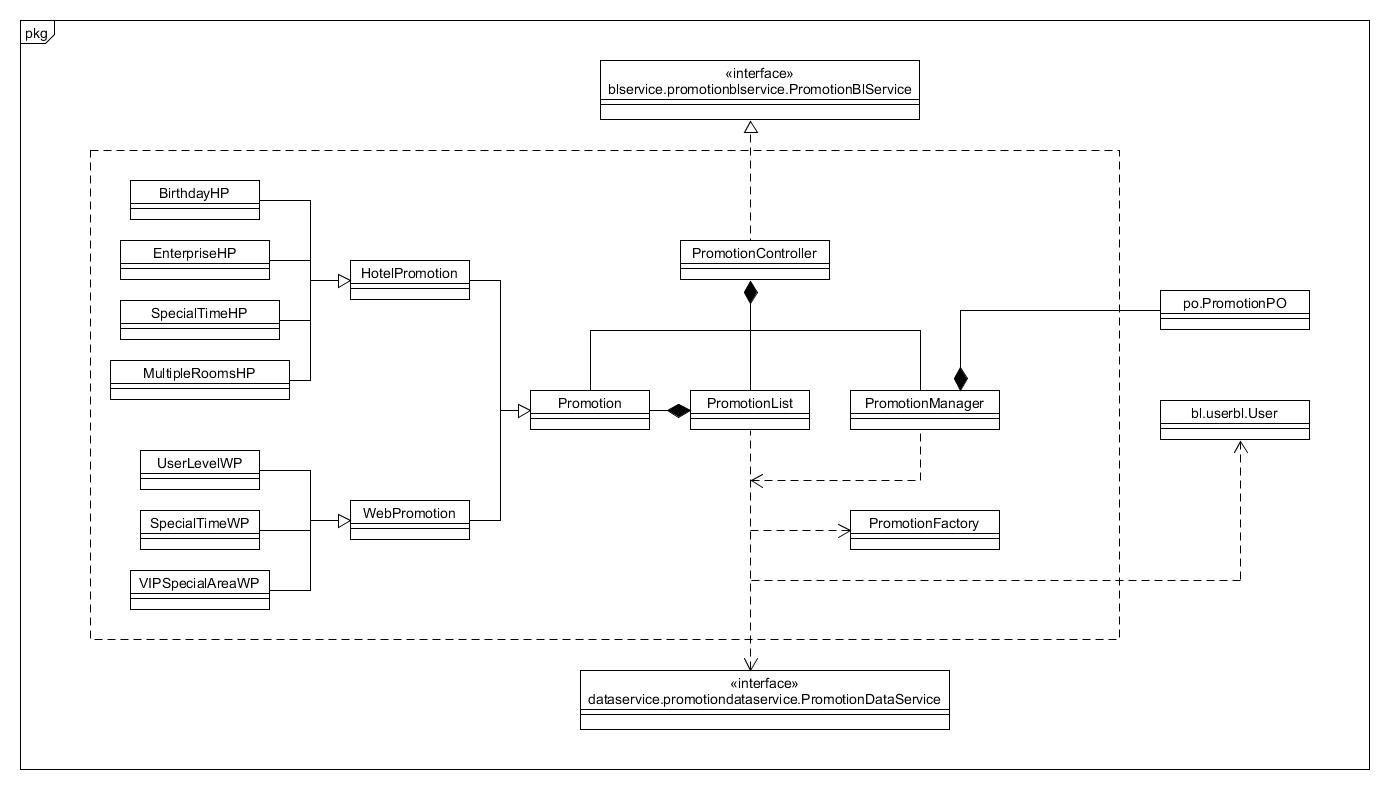 pkg
«interface»
blservice.promotionblservice.PromotionBlService
BirthdayHP
EnterpriseHP
SpecialTimeHP
MultipleRoomsHP
HotelPromotion
PromotionController
po.PromotionPO
Promotion
PromotionList
PromotionManager
bl.userbl.User
UserLevelWP
SpecialTimeWP
VIPSpecialAreaWP
WebPromotion
PromotionFactory
«interface»
dataservice.promotiondataservice.PromotionDataService